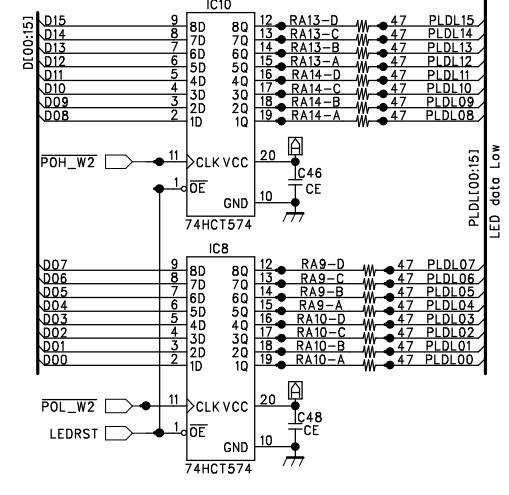 IC10
D15 9 8D 8Q 12 RA13-D 47 PLDL15
D14 8 7D 7Q 13 RA13-C 47 PLDL14
D13 7 6D 6Q 14 RA13-B 47 PLDL13
D12 6 5D 5Q 15 RA13-A 47 PLDL12
D11 5 4D 4Q 16 RA14-D 47 PLDL11
D10 4 3D 3Q 17 RA14-C 47 PLDL10
D09 3 2D 2Q 18 RA14-B 47 PLDL09
D08 2 1D 1Q 19 RA14-A 47 PLDL08
D[00:15]
POH_W2 11 CLK VCC 20 A
C46
CE
1 OE
GND 10
74HCT574
PLDL[00:15]
LED data Low
IC8
D07 9 8D 8Q 12 RA9-D 47 PLDL07
D06 8 7D 7Q 13 RA9-C 47 PLDL06
D05 7 6D 6Q 14 RA9-B 47 PLDL05
D04 6 5D 5Q 15 RA9-A 47 PLDL04
D03 5 4D 4Q 16 RA10-D 47 PLDL03
D02 4 3D 3Q 17 RA10-C 47 PLDL02
D01 3 2D 2Q 18 RA10-B 47 PLDL01
D00 2 1D 1Q 19 RA10-A 47 PLDL00
POL_W2 11 CLK VCC 20 A
C48
CE
LEDRST 1 OE
GND 10
74HCT574